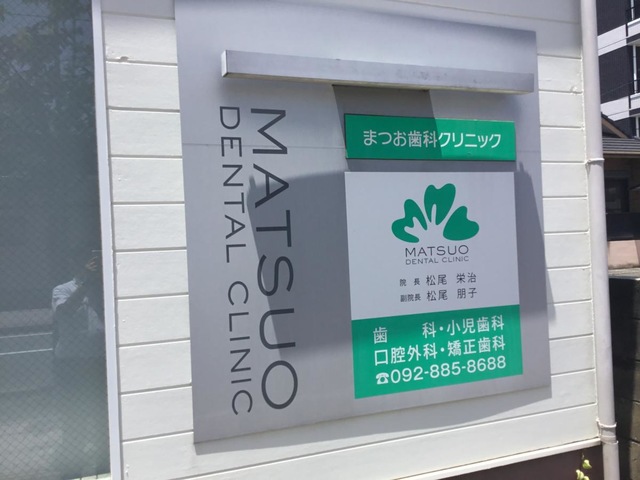 MATSUO
DENTAL CLINIC
まつお歯科クリニック
MATSUO
DENTAL CLINIC
院 長 松尾 栄治
副院長 松尾 朋子
歯 科・小児歯科
口腔外科・矯正歯科
☎092-885-8688